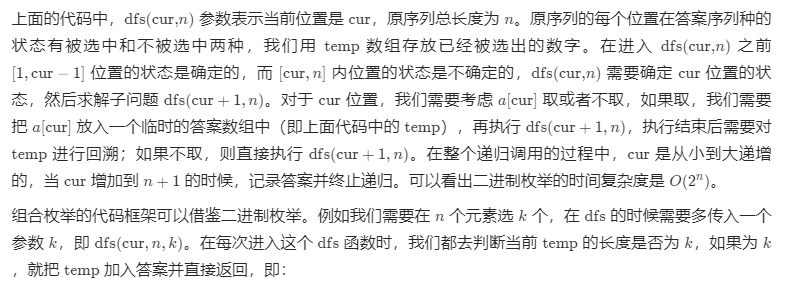 上面的代码中，dfs(cur,n) 参数表示当前位置是 cur，原序列总长度为 n。原序列的每个位置在答案序列种的
状态有被选中和不被选中两种，我们用 temp 数组存放已经被选出的数字。在进入 dfs(cur,n) 之前
[1,cur−1] 位置的状态是确定的，而 [cur,n] 内位置的状态是不确定的，dfs(cur,n) 需要确定 cur 位置的状
态，然后求解子问题 dfs(cur+1,n)。对于 cur 位置，我们需要考虑 a[cur] 取或者不取，如果取，我们需要
把 a[cur] 放入一个临时的答案数组中（即上面代码中的 temp），再执行 dfs(cur+1,n)，执行结束后需要对
temp 进行回溯；如果不取，则直接执行 dfs(cur+1,n)。在整个递归调用的过程中，cur 是从小到大递增
的，当 cur 增加到 n+1 的时候，记录答案并终止递归。可以看出二进制枚举的时间复杂度是 O(2ⁿ)。
组合枚举的代码框架可以借鉴二进制枚举。例如我们需要在 n 个元素选 k 个，在 dfs 的时候需要多传入一个
参数 k，即 dfs(cur,n,k)。在每次进入这个 dfs 函数时，我们都去判断当前 temp 的长度是否为 k，如果为 k
，就把 temp 加入答案并直接返回，即：